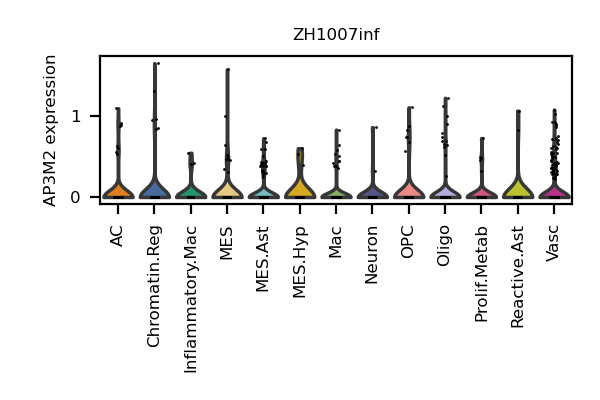 ZH1007inf
AP3M2 expression
1
0
AC
Chromatin.Reg
Inflammatory.Mac
MES
MES.Ast
MES.Hyp
Mac
Neuron
OPC
Oligo
Prolif.Metab
Reactive.Ast
Vasc